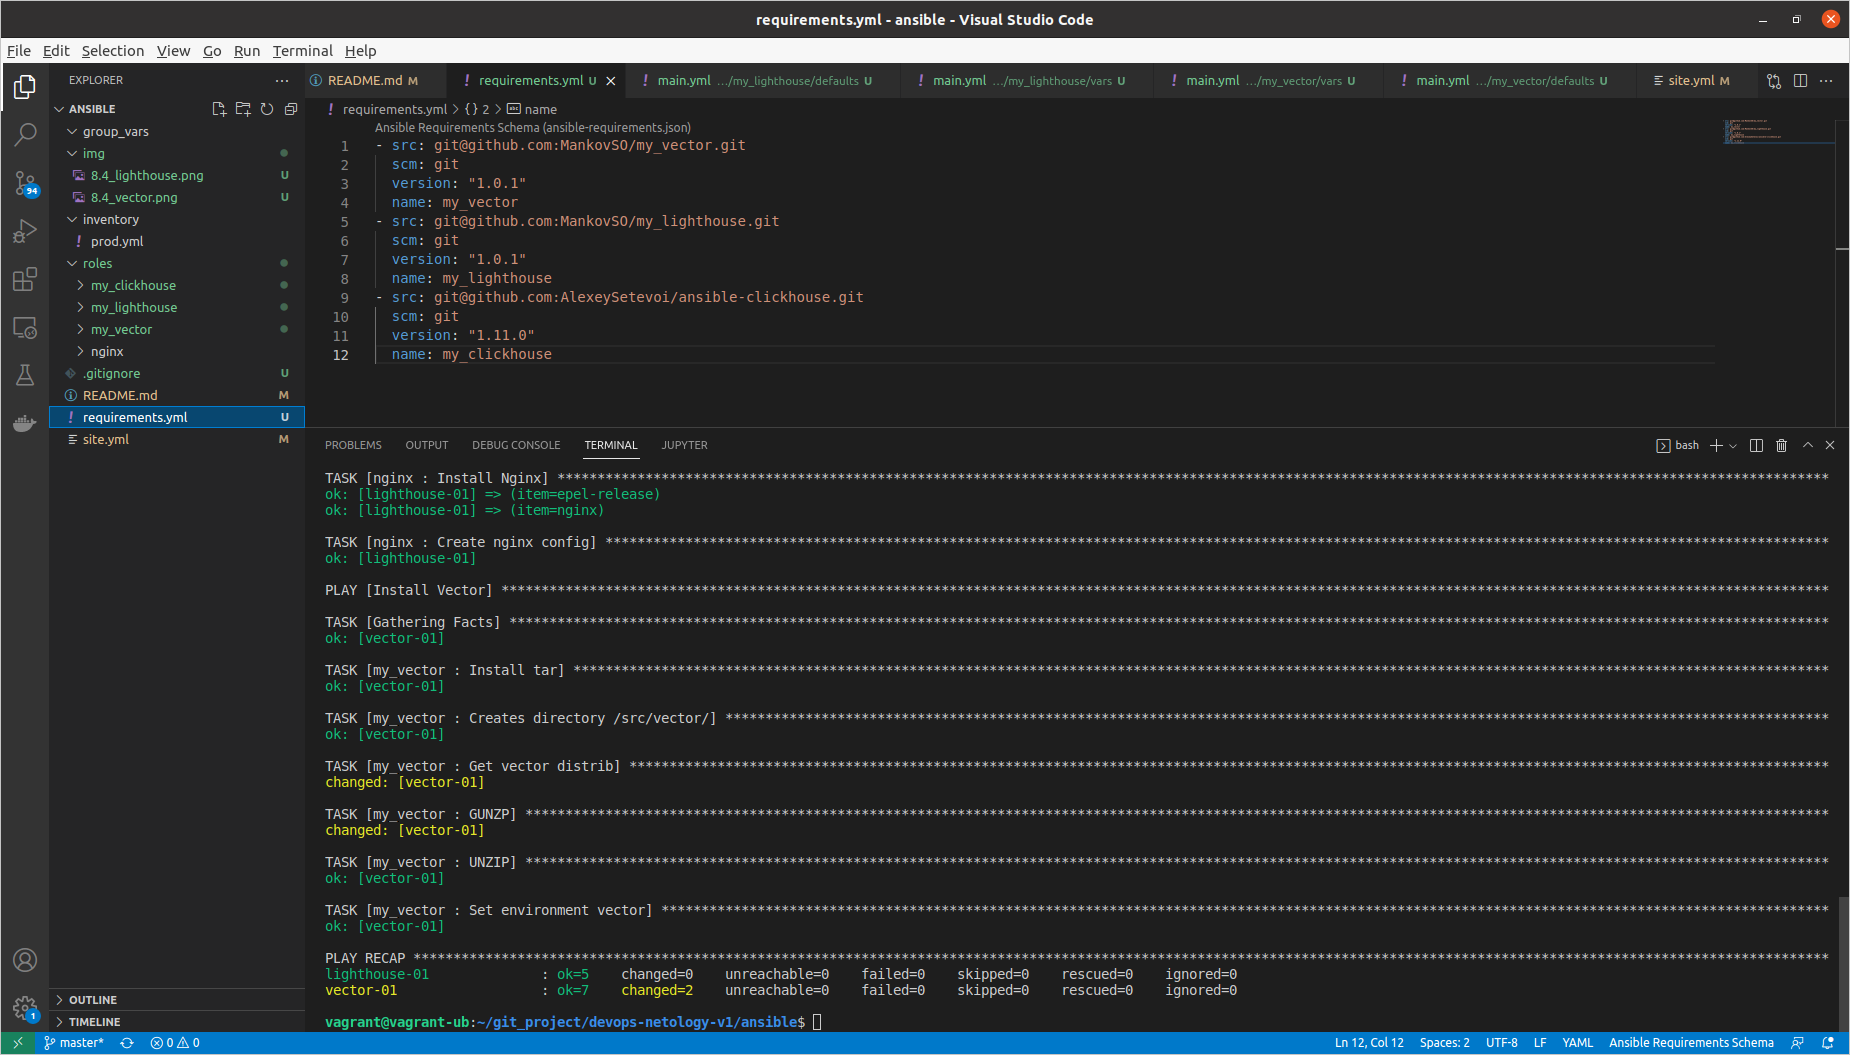 requirements.yml - ansible - Visual Studio Code
File Edit Selection View Go Run Terminal Help
EXPLORER
ANSIBLE
group_vars
img
8.4_lighthouse.png U
8.4_vector.png U
inventory
! prod.yml
roles
my_clickhouse
my_lighthouse
my_vector
nginx
.gitignore U
README.md M
! requirements.yml U
site.yml M
OUTLINE
TIMELINE
94
1
README.md M
! requirements.yml U
! main.yml .../my_lighthouse/defaults U
! main.yml .../my_lighthouse/vars U
! main.yml .../my_vector/vars U
! main.yml .../my_vector/defaults U
site.yml M
! requirements.yml > {} 2 > name
Ansible Requirements Schema (ansible-requirements.json)
1 - src: git@github.com:MankovSO/my_vector.git
2 scm: git
3 version: "1.0.1"
4 name: my_vector
5 - src: git@github.com:MankovSO/my_lighthouse.git
6 scm: git
7 version: "1.0.1"
8 name: my_lighthouse
9 - src: git@github.com:AlexeySetevoi/ansible-clickhouse.git
10 scm: git
11 version: "1.11.0"
12 name: my_clickhouse
PROBLEMS OUTPUT DEBUG CONSOLE TERMINAL JUPYTER
bash
TASK [nginx : Install Nginx] ***
ok: [lighthouse-01] => (item=epel-release)
ok: [lighthouse-01] => (item=nginx)
TASK [nginx : Create nginx config] ***
ok: [lighthouse-01]
PLAY [Install Vector] ***
TASK [Gathering Facts] ***
ok: [vector-01]
TASK [my_vector : Install tar] ***
ok: [vector-01]
TASK [my_vector : Creates directory /src/vector/] ***
ok: [vector-01]
TASK [my_vector : Get vector distrib] ***
changed: [vector-01]
TASK [my_vector : GUNZP] ***
changed: [vector-01]
TASK [my_vector : UNZIP] ***
ok: [vector-01]
TASK [my_vector : Set environment vector] ***
ok: [vector-01]
PLAY RECAP ***
lighthouse-01 : ok=5 changed=0 unreachable=0 failed=0 skipped=0 rescued=0 ignored=0
vector-01 : ok=7 changed=2 unreachable=0 failed=0 skipped=0 rescued=0 ignored=0
vagrant@vagrant-ub:~/git_project/devops-netology-v1/ansible$
master* 0 0 Ln 12, Col 12 Spaces: 2 UTF-8 LF YAML Ansible Requirements Schema